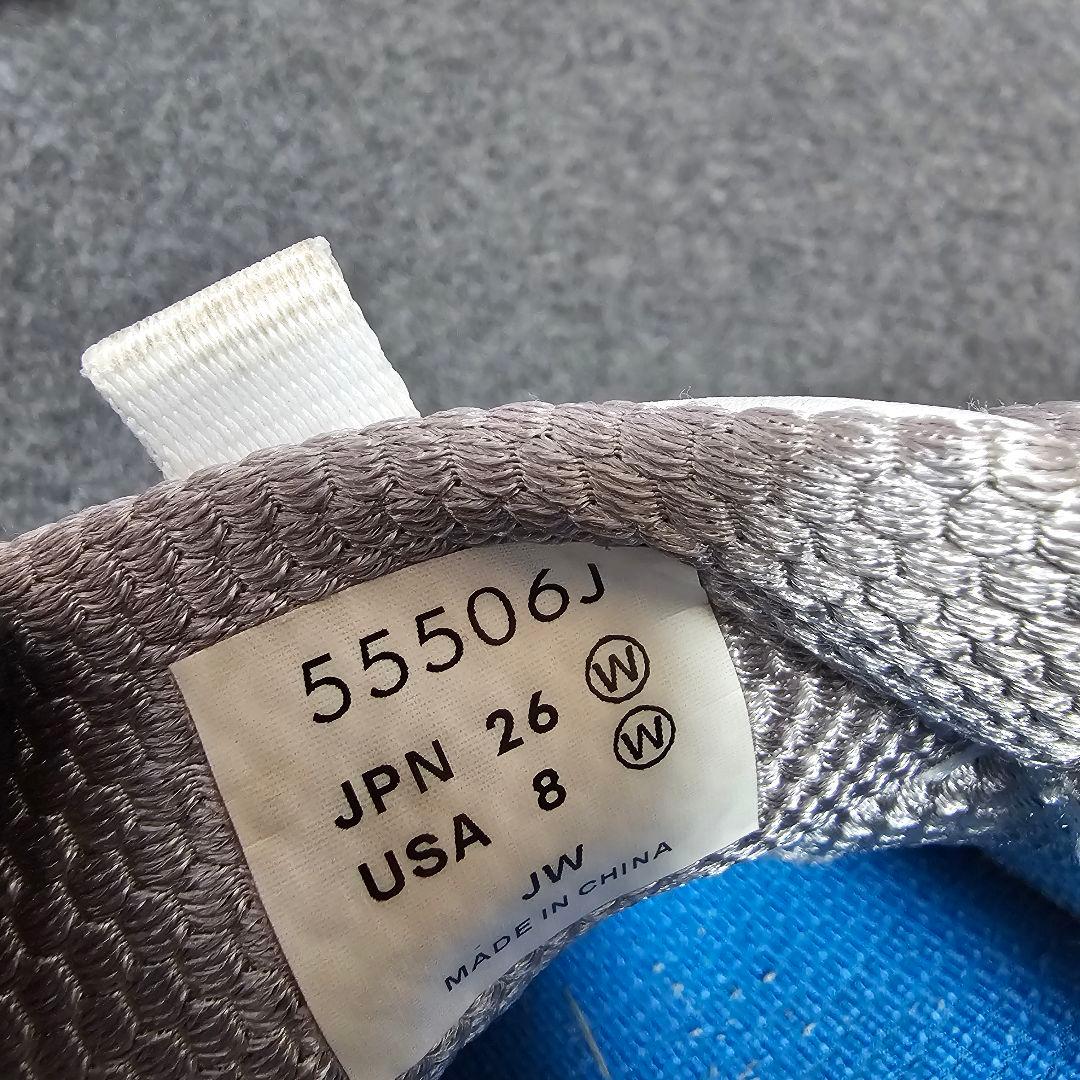 55506J
JPN 26 Ⓦ
USA 8 Ⓦ
JW
MADE IN CHINA